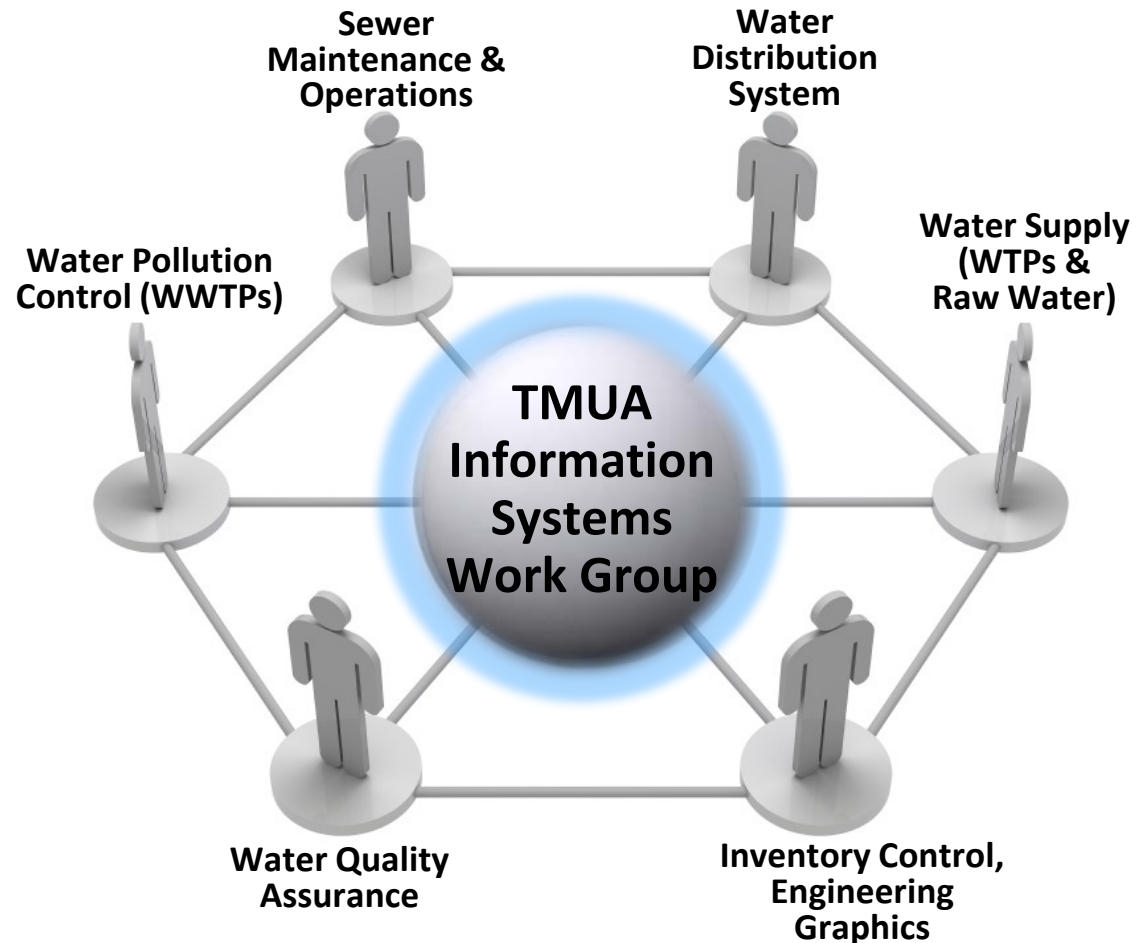 Sewer
Maintenance &
Operations
Water
Distribution
System
Water Pollution
Control (WWTPs)
Water Supply
(WTPs &
Raw Water)
TMUA
Information
Systems
Work Group
Water Quality
Assurance
Inventory Control,
Engineering
Graphics